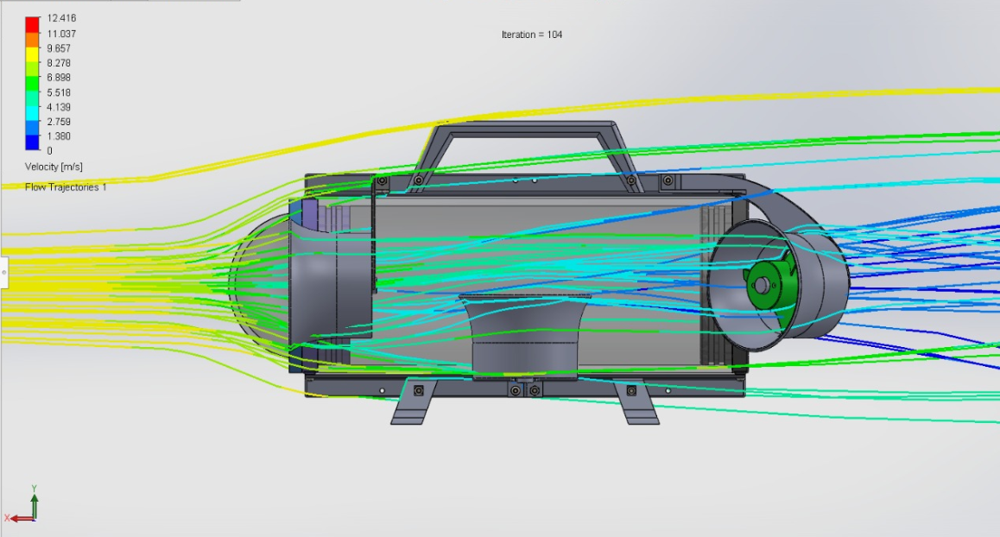 12.416
11.037
9.657
8.278
6.898
5.518
4.139
2.759
1.380
0
Velocity [m/s]
Flow Trajectories 1
Iteration = 104
Y
X